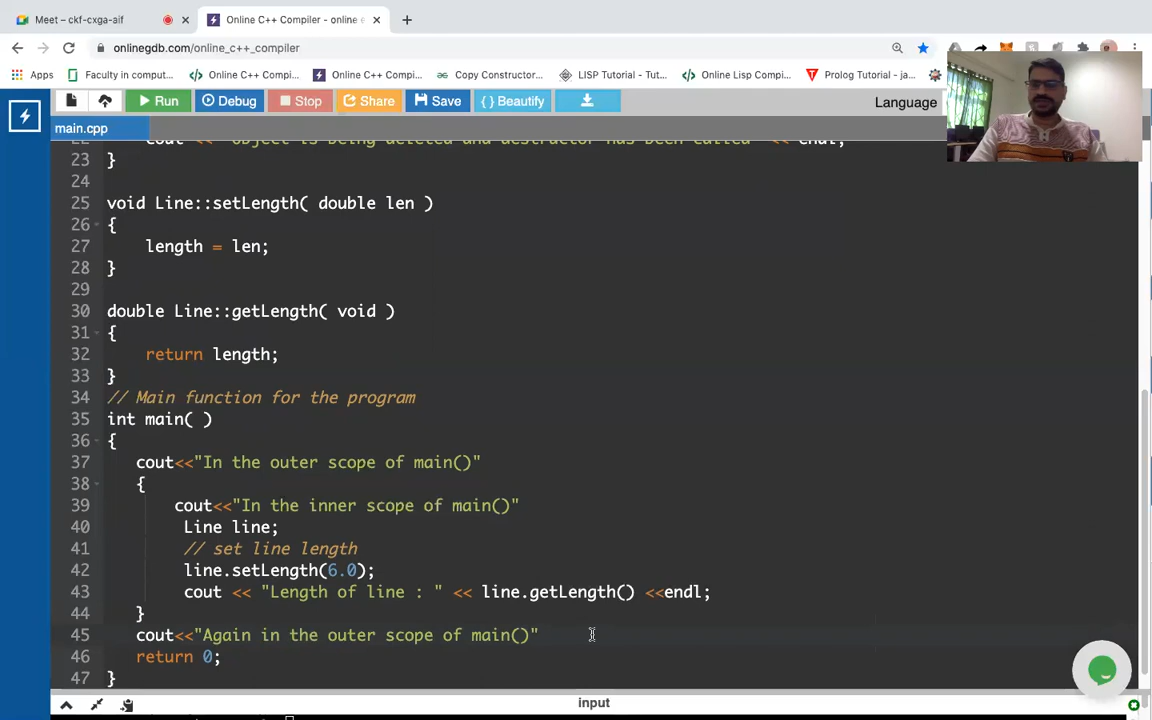 Meet – ckf-cxga-aif
Online C++ Compiler - online e
onlinegdb.com/online_c++_compiler
Apps Faculty in comput... Online C++ Compi... Online C++ Compi... Copy Constructor... LISP Tutorial - Tut... Online Lisp Compi... Prolog Tutorial - ja...
Run Debug Stop Share Save { } Beautify Language
main.cpp
23 }
24
25 void Line::setLength( double len )
26 {
27 length = len;
28 }
29
30 double Line::getLength( void )
31 {
32 return length;
33 }
34 // Main function for the program
35 int main( )
36 {
37 cout<<"In the outer scope of main()"
38 {
39 cout<<"In the inner scope of main()"
40 Line line;
41 // set line length
42 line.setLength(6.0);
43 cout << "Length of line : " << line.getLength() <<endl;
44 }
45 cout<<"Again in the outer scope of main()"
46 return 0;
47 }
input